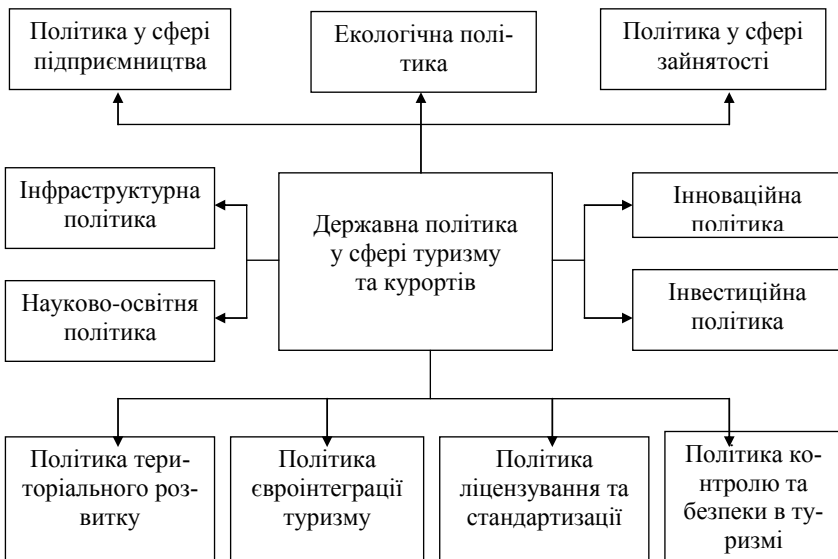 Політика у сфері
підприємництва
Екологічна полі-
тика
Політика у сфері
зайнятості
Інфраструктурна
політика
Державна політика
у сфері туризму
та курортів
Інноваційна
політика
Науково-освітня
політика
Інвестиційна
політика
Політика тери-
торіального роз-
витку
Політика
євроінтеграції
туризму
Політика
ліцензування та
стандартизації
Політика ко-
нтролю та
безпеки в ту-
ризмі